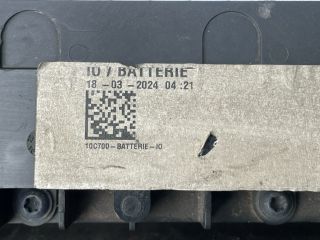 IO / BATTERIE
18-03-2024 04:21
10C700-BATTERIE-IO